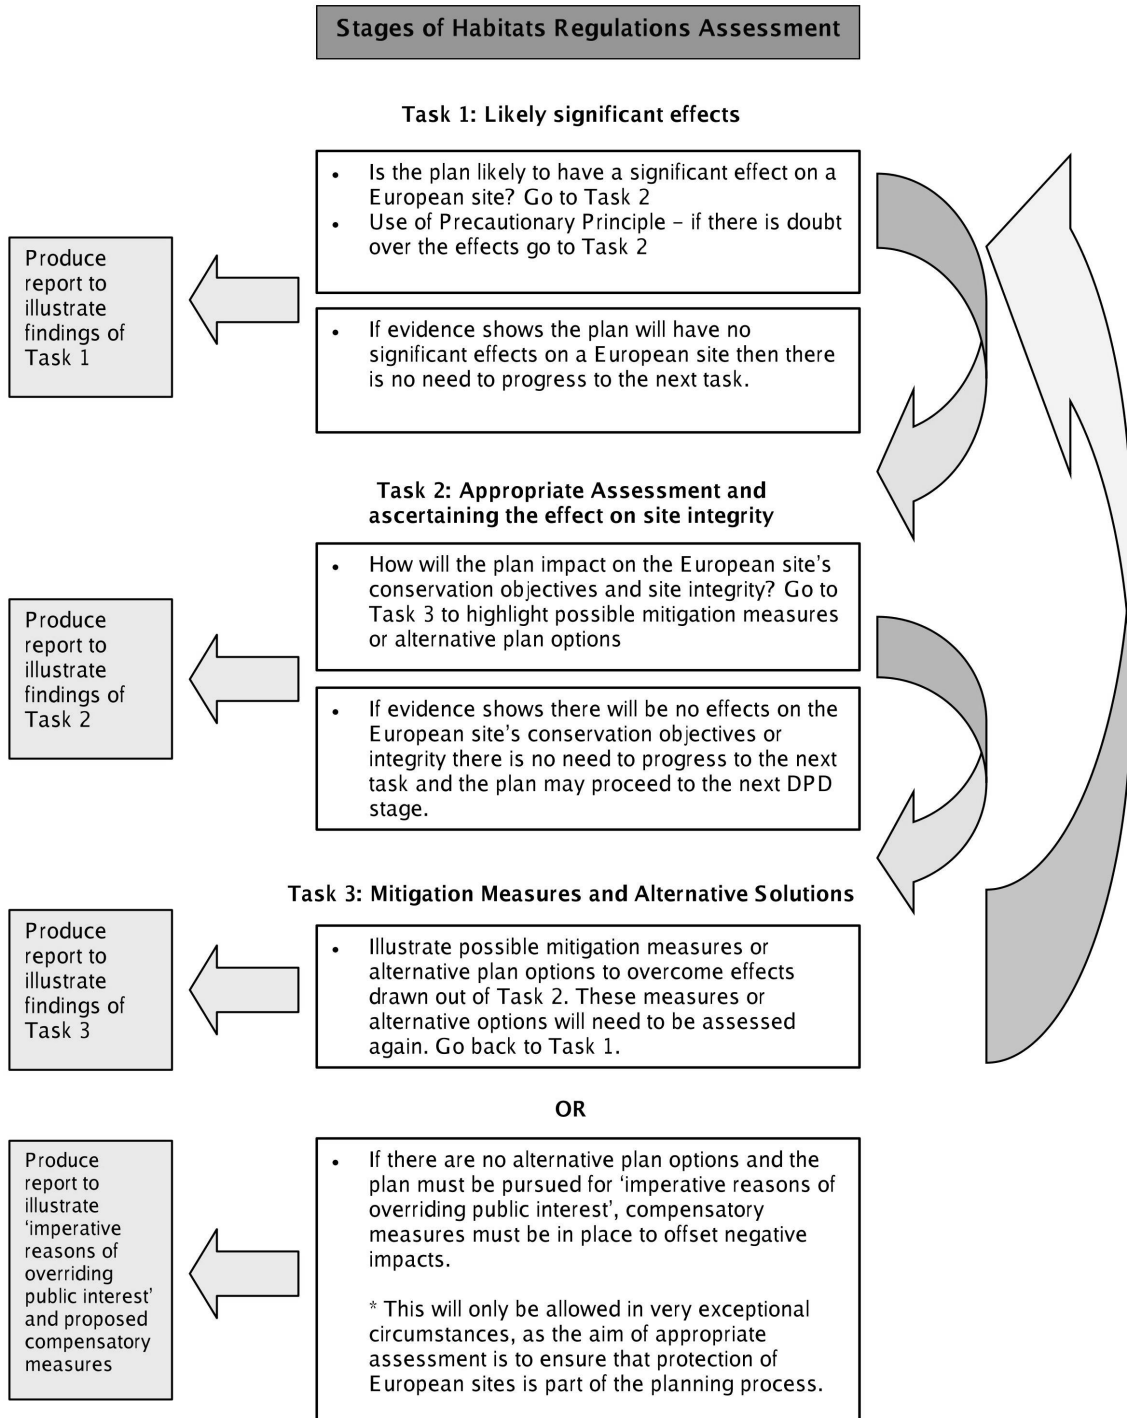 Stages of Habitats Regulations Assessment
Task 1: Likely significant effects
• Is the plan likely to have a significant effect on a
European site? Go to Task 2
• Use of Precautionary Principle – if there is doubt
over the effects go to Task 2
Produce
report to
illustrate
findings of
Task 1
• If evidence shows the plan will have no
significant effects on a European site then there
is no need to progress to the next task.
Task 2: Appropriate Assessment and
ascertaining the effect on site integrity
• How will the plan impact on the European site's
conservation objectives and site integrity? Go to
Task 3 to highlight possible mitigation measures
or alternative plan options
Produce
report to
illustrate
findings of
Task 2
• If evidence shows there will be no effects on the
European site's conservation objectives or
integrity there is no need to progress to the next
task and the plan may proceed to the next DPD
stage.
Task 3: Mitigation Measures and Alternative Solutions
Produce
report to
illustrate
findings of
Task 3
• Illustrate possible mitigation measures or
alternative plan options to overcome effects
drawn out of Task 2. These measures or
alternative options will need to be assessed
again. Go back to Task 1.
OR
Produce
report to
illustrate
'imperative
reasons of
overriding
public interest'
and proposed
compensatory
measures
• If there are no alternative plan options and the
plan must be pursued for 'imperative reasons of
overriding public interest', compensatory
measures must be in place to offset negative
impacts.
* This will only be allowed in very exceptional
circumstances, as the aim of appropriate
assessment is to ensure that protection of
European sites is part of the planning process.